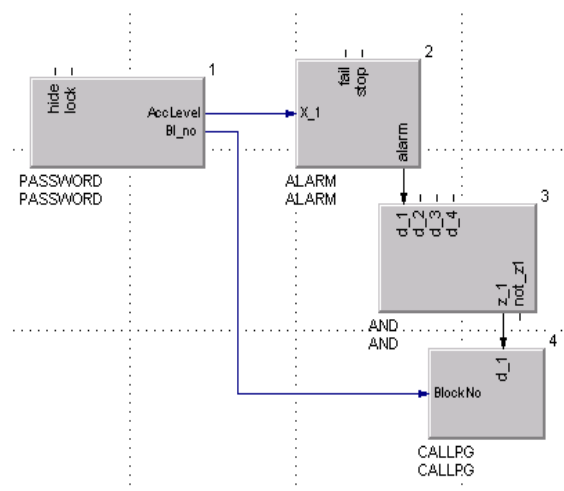 1
hide
lock
AccLevel
Bl_no
PASSWORD
PASSWORD
2
fail
stop
X_1
alarm
ALARM
ALARM
3
d_1
d_2
d_3
d_4
z_1
not_z1
AND
AND
4
d_1
BlockNo
CALLPG
CALLPG